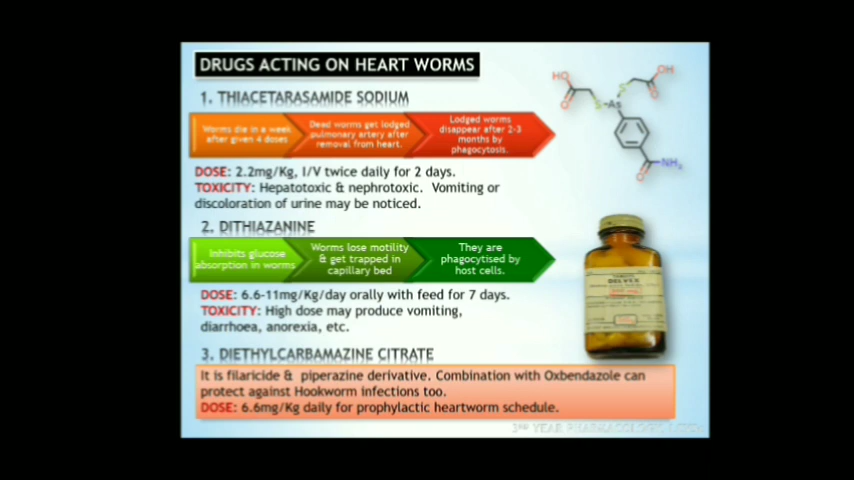 DRUGS ACTING ON HEART WORMS
1. THIACETARASAMIDE SODIUM
Worms die in a week
after given 4 doses
Dead worms get lodged
pulmonary artery after
removal from heart.
Lodged worms
disappear after 2-3
months by
phagocytosis.
HO
O
S
As
S
O
OH
O
NH₂
DOSE: 2.2mg/Kg, I/V twice daily for 2 days.
TOXICITY: Hepatotoxic & nephrotoxic. Vomiting or
discoloration of urine may be noticed.
2. DITHIAZANINE
Inhibits glucose
absorption in worms
Worms lose motility
& get trapped in
capillary bed
They are
phagocytised by
host cells.
DOSE: 6.6-11mg/Kg/day orally with feed for 7 days.
TOXICITY: High dose may produce vomiting,
diarrhoea, anorexia, etc.
3. DIETHYLCARBAMAZINE CITRATE
It is filaricide & piperazine derivative. Combination with Oxbendazole can
protect against Hookworm infections too.
DOSE: 6.6mg/Kg daily for prophylactic heartworm schedule.
3RD YEAR